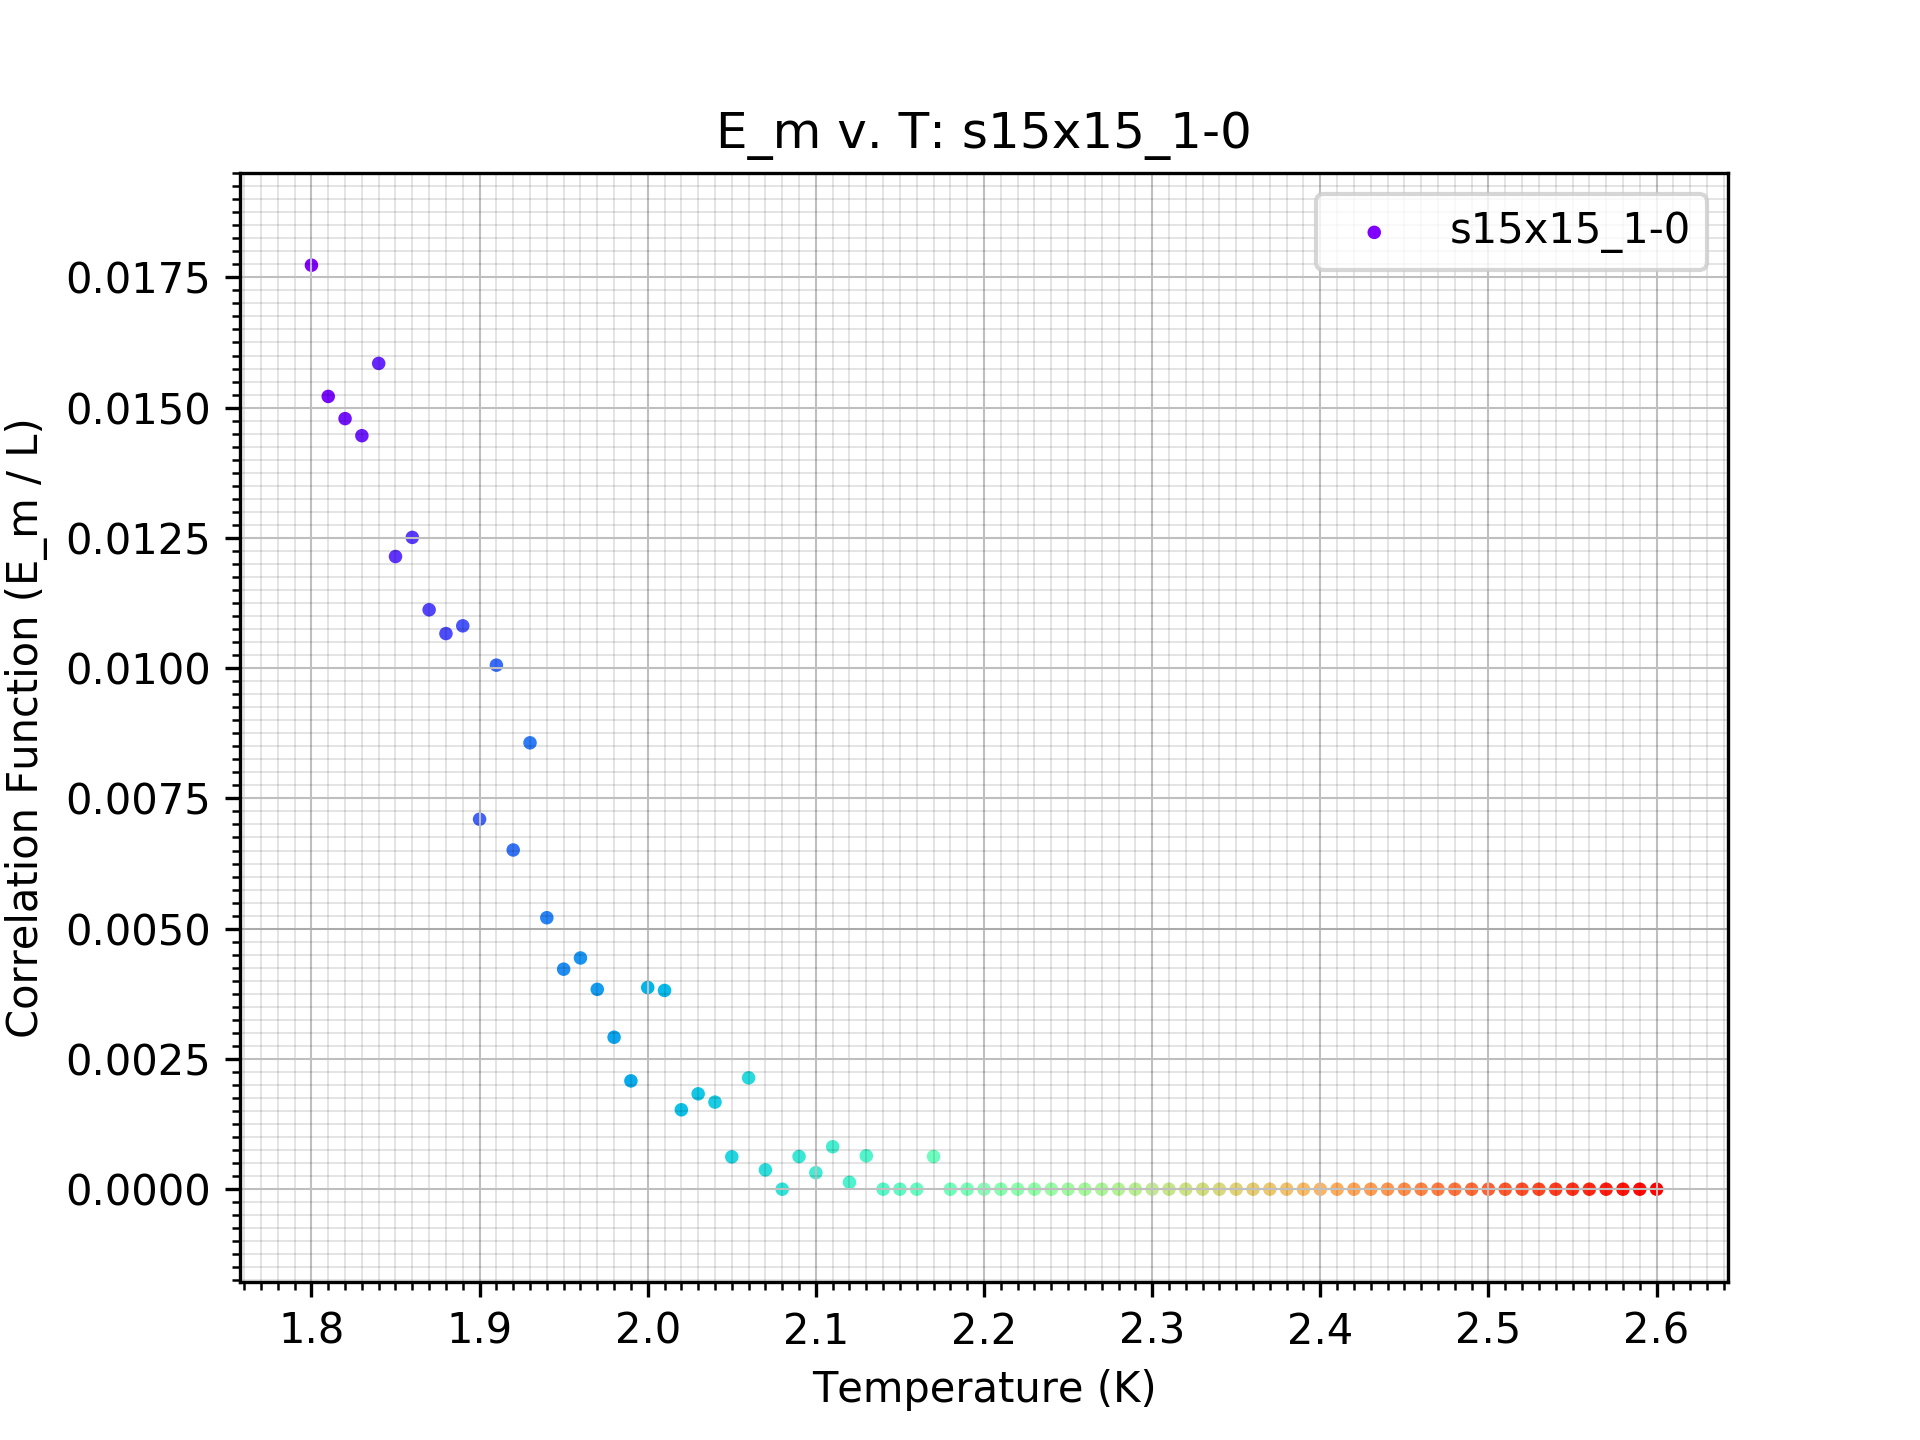 E_m v. T: s15x15_1-0
s15x15_1-0
Correlation Function (E_m / L)
0.0175
0.0150
0.0125
0.0100
0.0075
0.0050
0.0025
0.0000
1.8 1.9 2.0 2.1 2.2 2.3 2.4 2.5 2.6
Temperature (K)